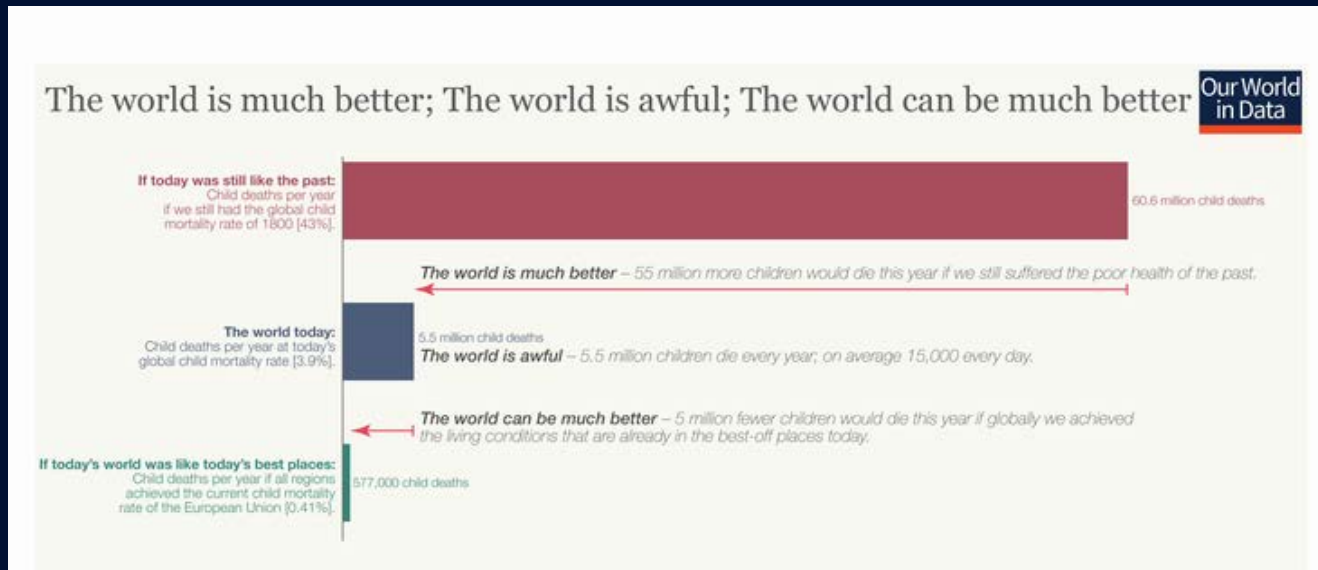 The world is much better; The world is awful; The world can be much better
Our World
in Data
If today was still like the past:
Child deaths per year
if we still had the global child
mortality rate of 1800 [43%].
60.6 million child deaths
The world is much better – 55 million more children would die this year if we still suffered the poor health of the past.
The world today:
Child deaths per year at today's
global child mortality rate [3.9%].
5.5 million child deaths
The world is awful – 5.5 million children die every year; on average 15,000 every day.
The world can be much better – 5 million fewer children would die this year if globally we achieved
the living conditions that are already in the best-off places today.
If today's world was like today's best places:
Child deaths per year if all regions
achieved the current child mortality
rate of the European Union [0.41%].
577,000 child deaths